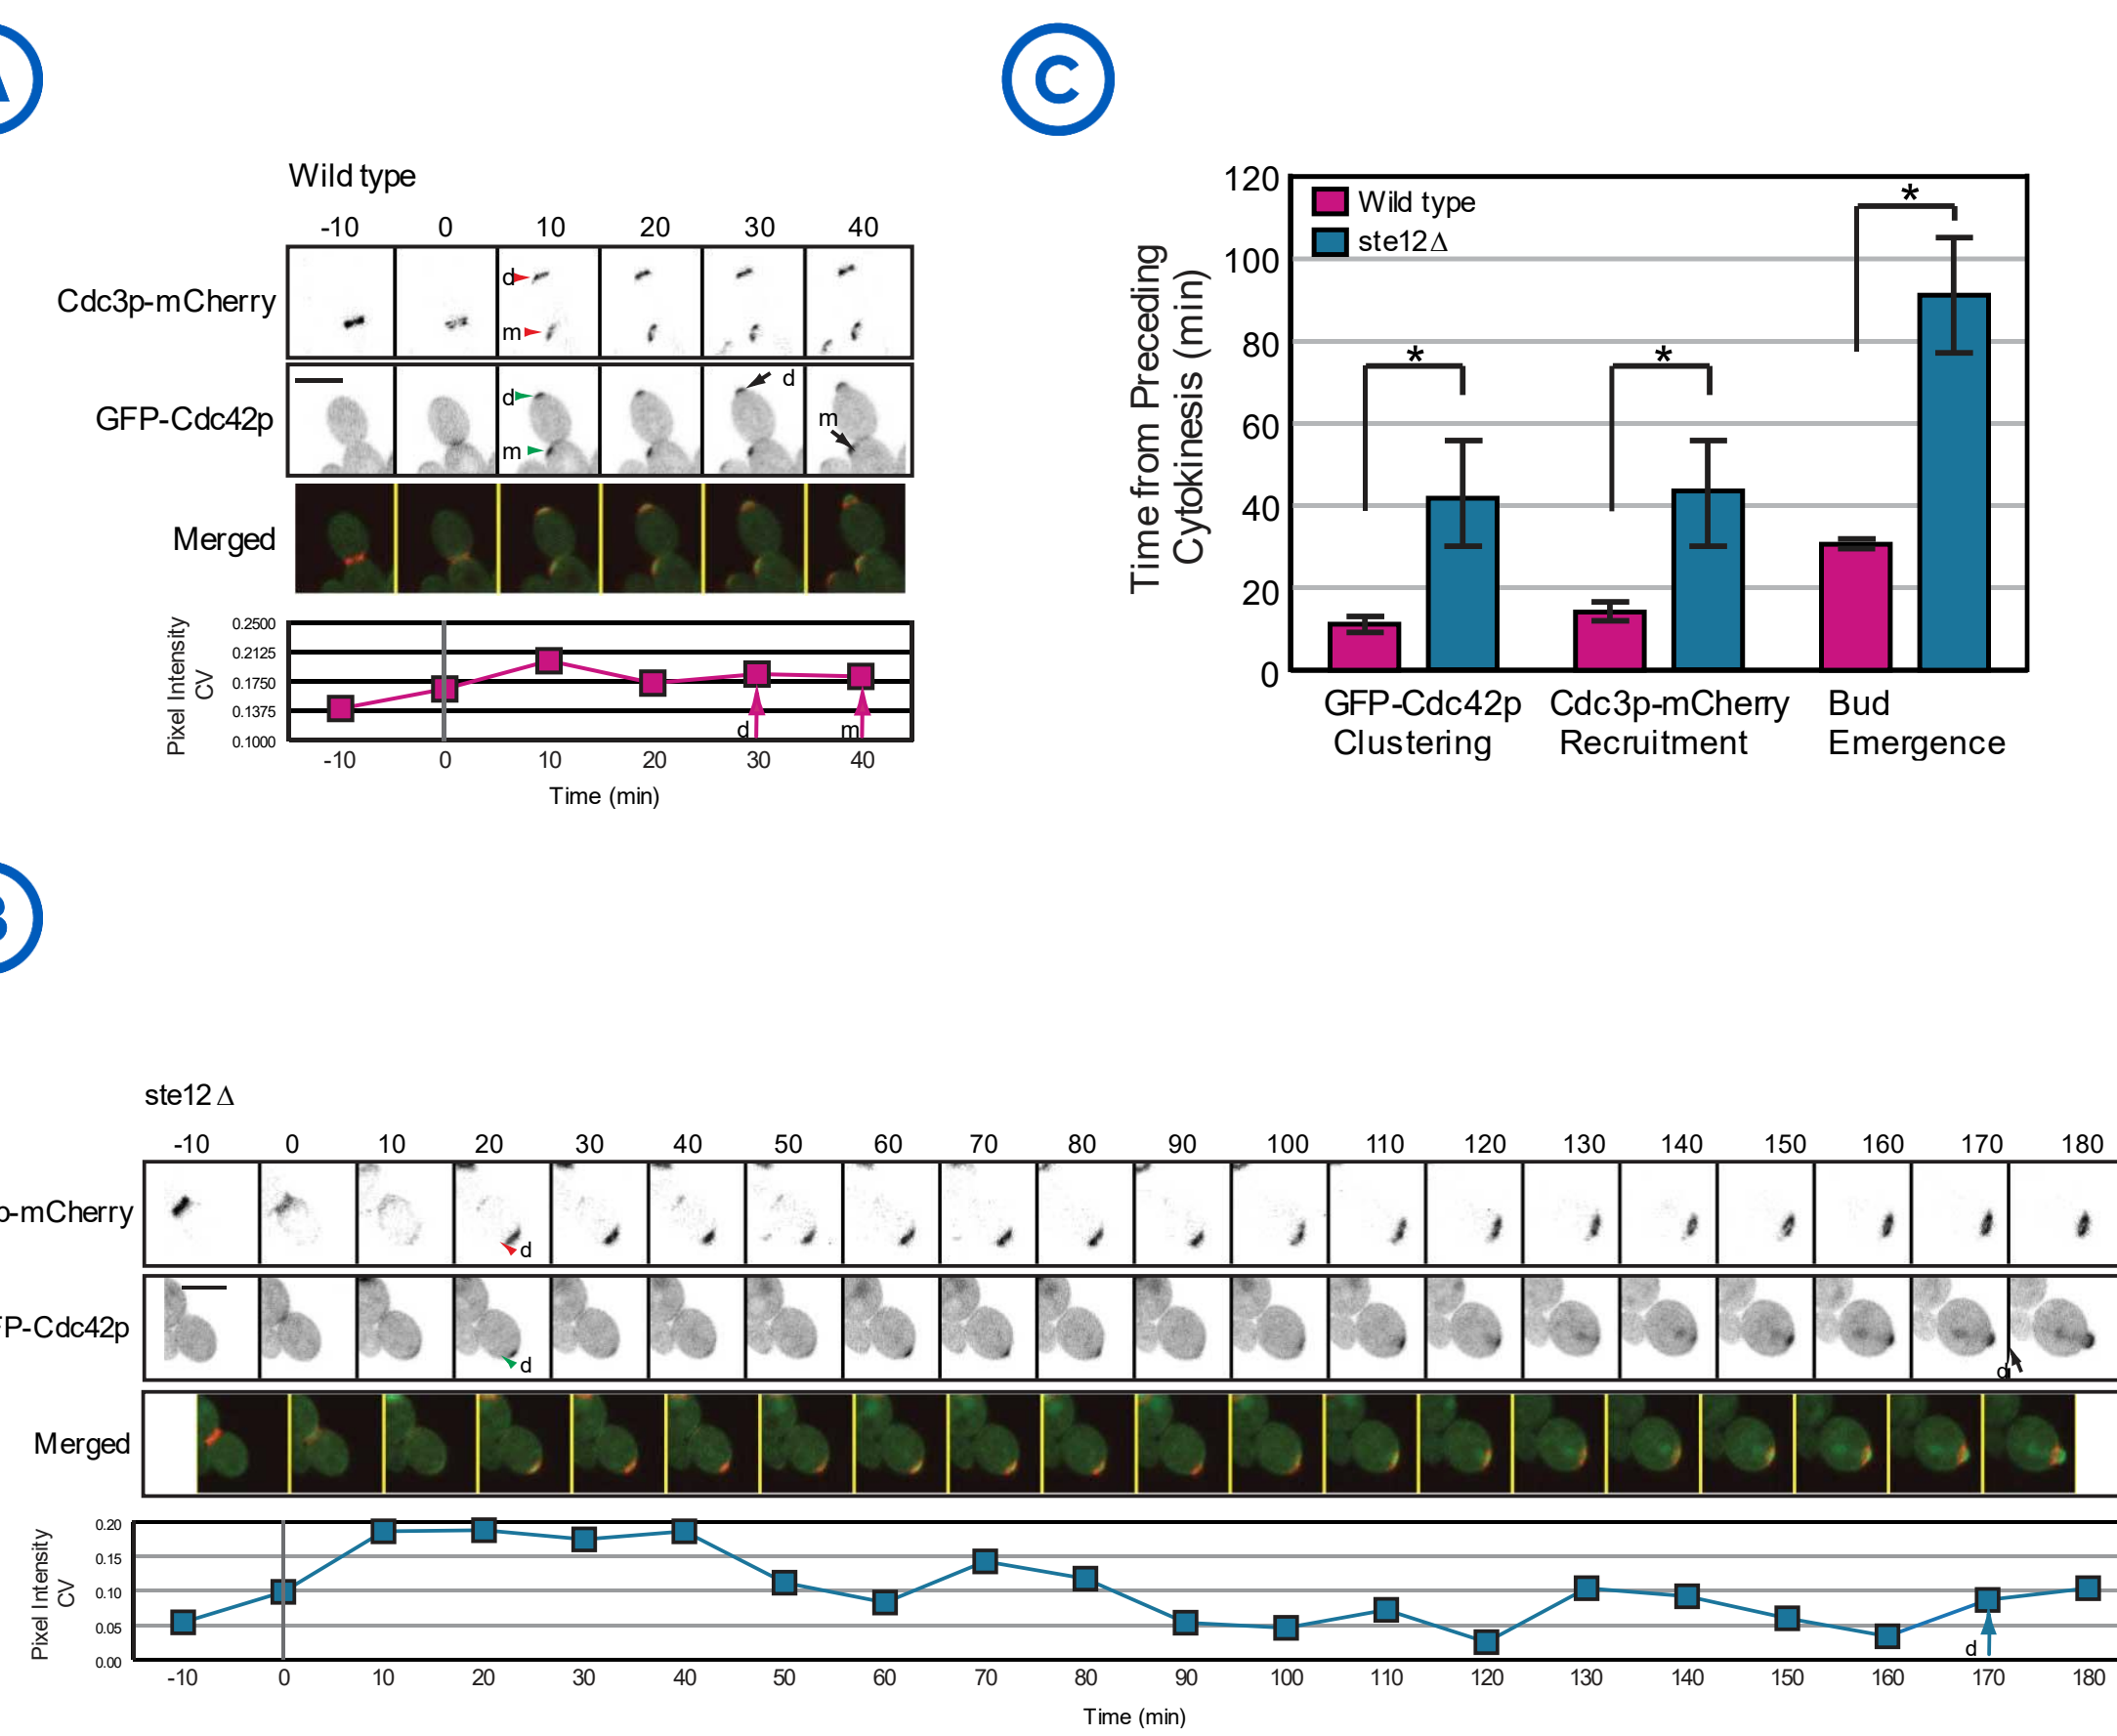 A
Wild type
-10 0 10 20 30 40
Cdc3p-mCherry
d
m
GFP-Cdc42p
d
m
d
m
Merged
Pixel Intensity
CV
0.2500
0.2125
0.1750
0.1375
0.1000
d
m
-10 0 10 20 30 40
Time (min)
C
Time from Preceding
Cytokinesis (min)
120
100
80
60
40
20
0
Wild type
ste12Δ
* * *
GFP-Cdc42p
Clustering
Cdc3p-mCherry
Recruitment
Bud
Emergence
B
ste12 Δ
-10 0 10 20 30 40 50 60 70 80 90 100 110 120 130 140 150 160 170 180
p-mCherry
d
FP-Cdc42p
d
d
Merged
Pixel Intensity
CV
0.20
0.15
0.10
0.05
0.00
d
-10 0 10 20 30 40 50 60 70 80 90 100 110 120 130 140 150 160 170 180
Time (min)